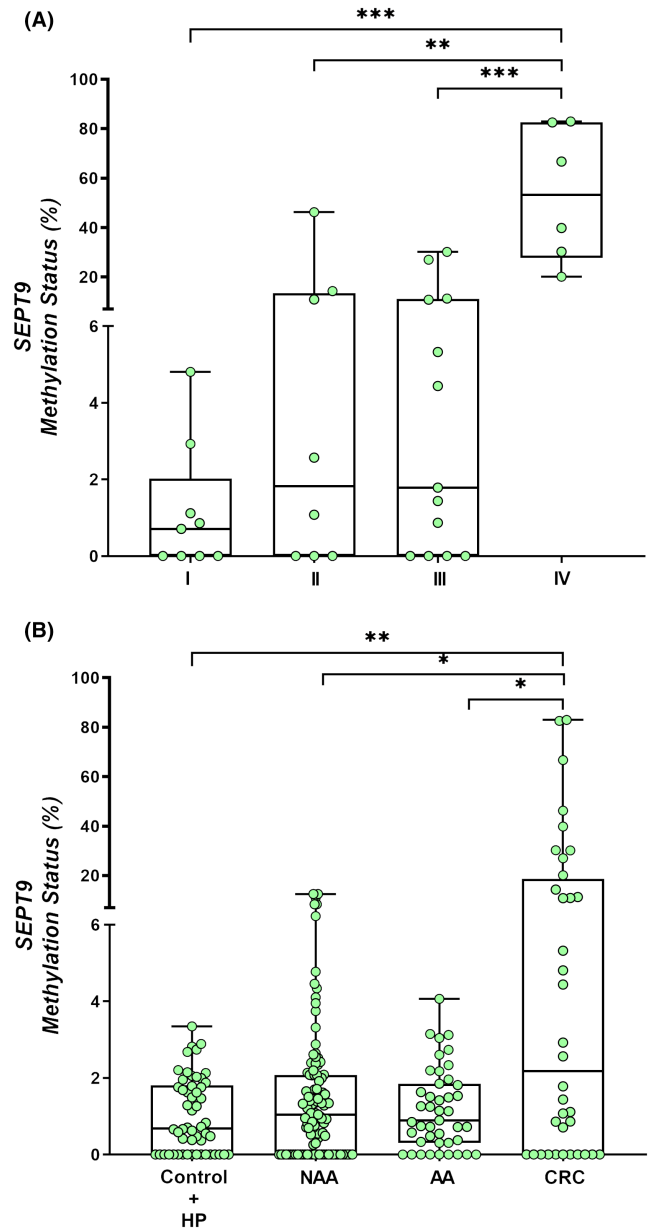 (A)
***
**
***
100
80
60
40
20
6
4
2
0
SEPT9
Methylation Status (%)
I II III IV
(B)
**
*
*
100
80
60
40
20
6
4
2
0
SEPT9
Methylation Status (%)
Control NAA AA CRC
+
HP